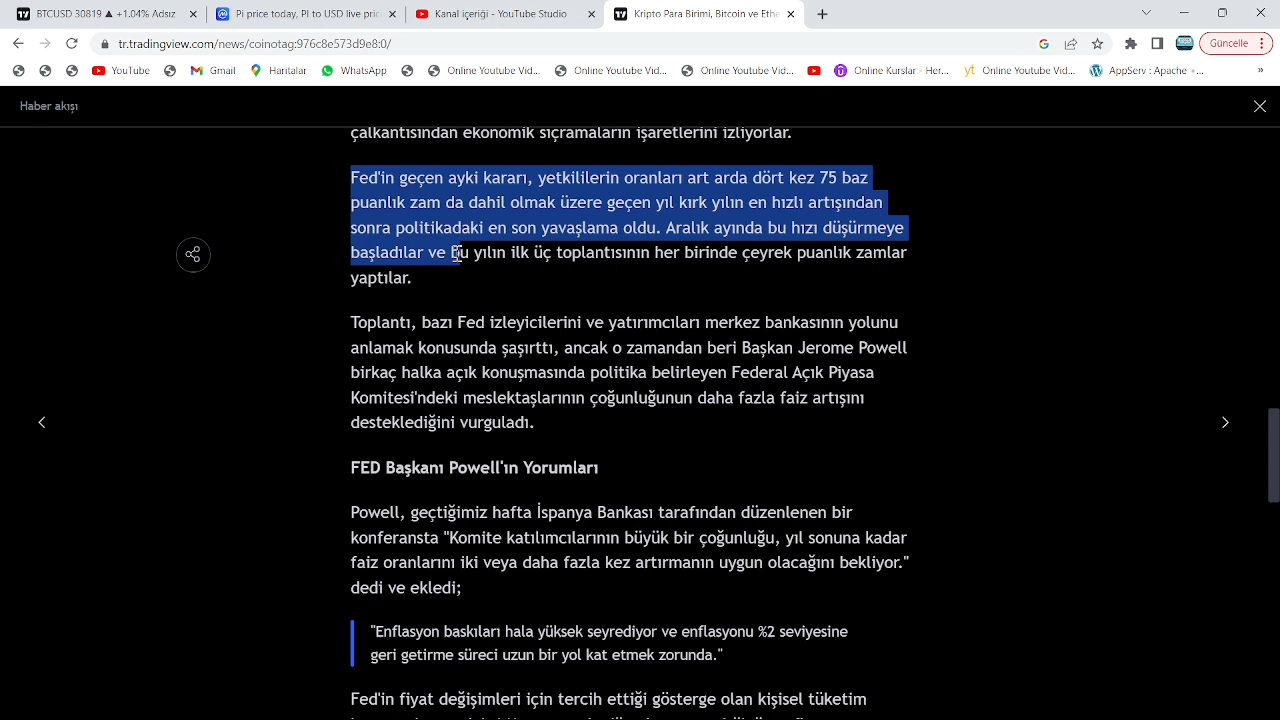 BTCUSD 30819 ▲ +1.04% Adsız
Pi price today, PI to USD live pric
Kanal içeriği - YouTube Studio
Kripto Para Birimi, Bitcoin ve Ethe
tr.tradingview.com/news/coinotag:976c8e573d9e8:0/
Güncelle
YouTube
Gmail
Haritalar
WhatsApp
Online Youtube Vid...
Online Youtube Vid...
Online Youtube Vid...
Online Kurslar - Her...
yt Online Youtube Vid...
AppServ : Apache +...
Haber akışı
çalkantısından ekonomik sıçramaların işaretlerini izliyorlar.
Fed'in geçen ayki kararı, yetkililerin oranları art arda dört kez 75 baz
puanlık zam da dahil olmak üzere geçen yıl kırk yılın en hızlı artışından
sonra politikadaki en son yavaşlama oldu. Aralık ayında bu hızı düşürmeye
başladılar ve Bu yılın ilk üç toplantısının her birinde çeyrek puanlık zamlar
yaptılar.
Toplantı, bazı Fed izleyicilerini ve yatırımcıları merkez bankasının yolunu
anlamak konusunda şaşırttı, ancak o zamandan beri Başkan Jerome Powell
birkaç halka açık konuşmasında politika belirleyen Federal Açık Piyasa
Komitesi'ndeki meslektaşlarının çoğunluğunun daha fazla faiz artışını
desteklediğini vurguladı.
FED Başkanı Powell'ın Yorumları
Powell, geçtiğimiz hafta İspanya Bankası tarafından düzenlenen bir
konferansta "Komite katılımcılarının büyük bir çoğunluğu, yıl sonuna kadar
faiz oranlarını iki veya daha fazla kez artırmanın uygun olacağını bekliyor."
dedi ve ekledi;
"Enflasyon baskıları hala yüksek seyrediyor ve enflasyonu %2 seviyesine
geri getirme süreci uzun bir yol kat etmek zorunda."
Fed'in fiyat değişimleri için tercih ettiği gösterge olan kişisel tüketim